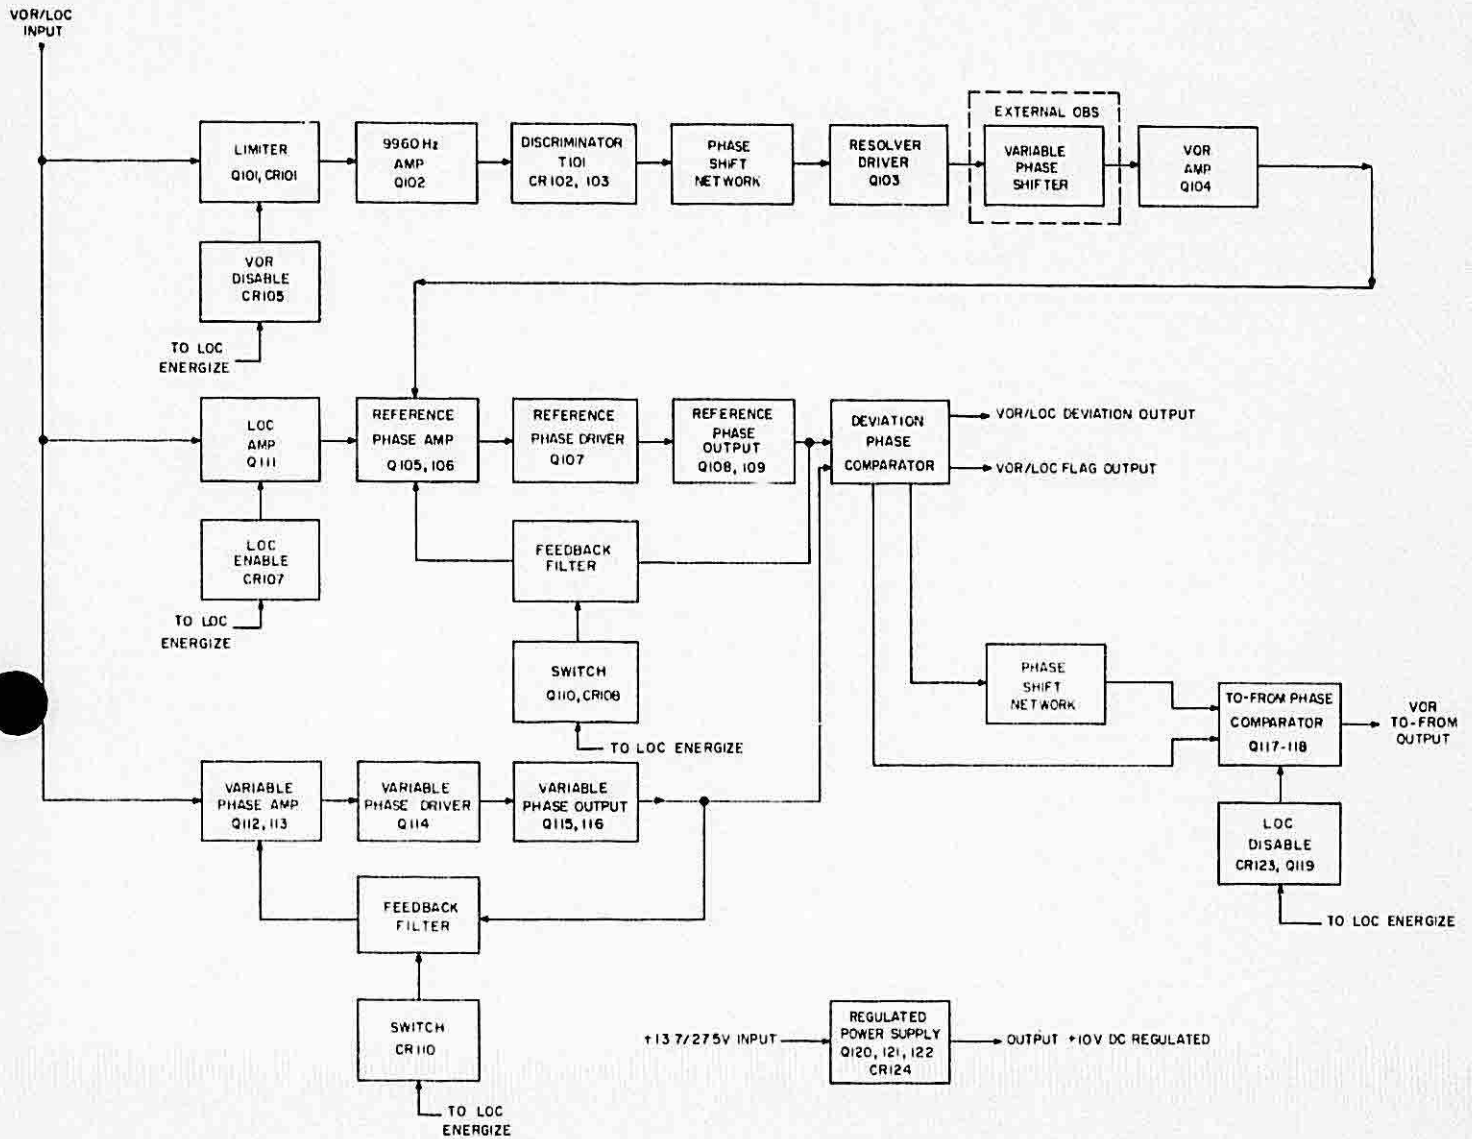 VOR/LOC
INPUT
LIMITER
Q101, CR101
9960 Hz
AMP
Q102
DISCRIMINATOR
T101
CR102, 103
PHASE
SHIFT
NETWORK
RESOLVER
DRIVER
Q103
EXTERNAL OBS
VARIABLE
PHASE
SHIFTER
VOR
AMP
Q104
VOR
DISABLE
CR105
TO LOC
ENERGIZE
LOC
AMP
Q111
REFERENCE
PHASE AMP
Q105, 106
REFERENCE
PHASE DRIVER
Q107
REFERENCE
PHASE
OUTPUT
Q108, 109
DEVIATION
PHASE
COMPARATOR
VOR/LOC DEVIATION OUTPUT
VOR/LOC FLAG OUTPUT
LOC
ENABLE
CR107
TO LOC
ENERGIZE
FEEDBACK
FILTER
SWITCH
Q110, CR108
TO LOC ENERGIZE
PHASE
SHIFT
NETWORK
TO-FROM PHASE
COMPARATOR
Q117-118
VOR
TO-FROM
OUTPUT
VARIABLE
PHASE AMP
Q112, 113
VARIABLE
PHASE DRIVER
Q114
VARIABLE
PHASE OUTPUT
Q115, 116
LOC
DISABLE
CR123, Q119
TO LOC ENERGIZE
FEEDBACK
FILTER
SWITCH
CR110
TO LOC
ENERGIZE
+13 7/27 5V INPUT
REGULATED
POWER SUPPLY
Q120, 121, 122
CR124
OUTPUT +10V DC REGULATED